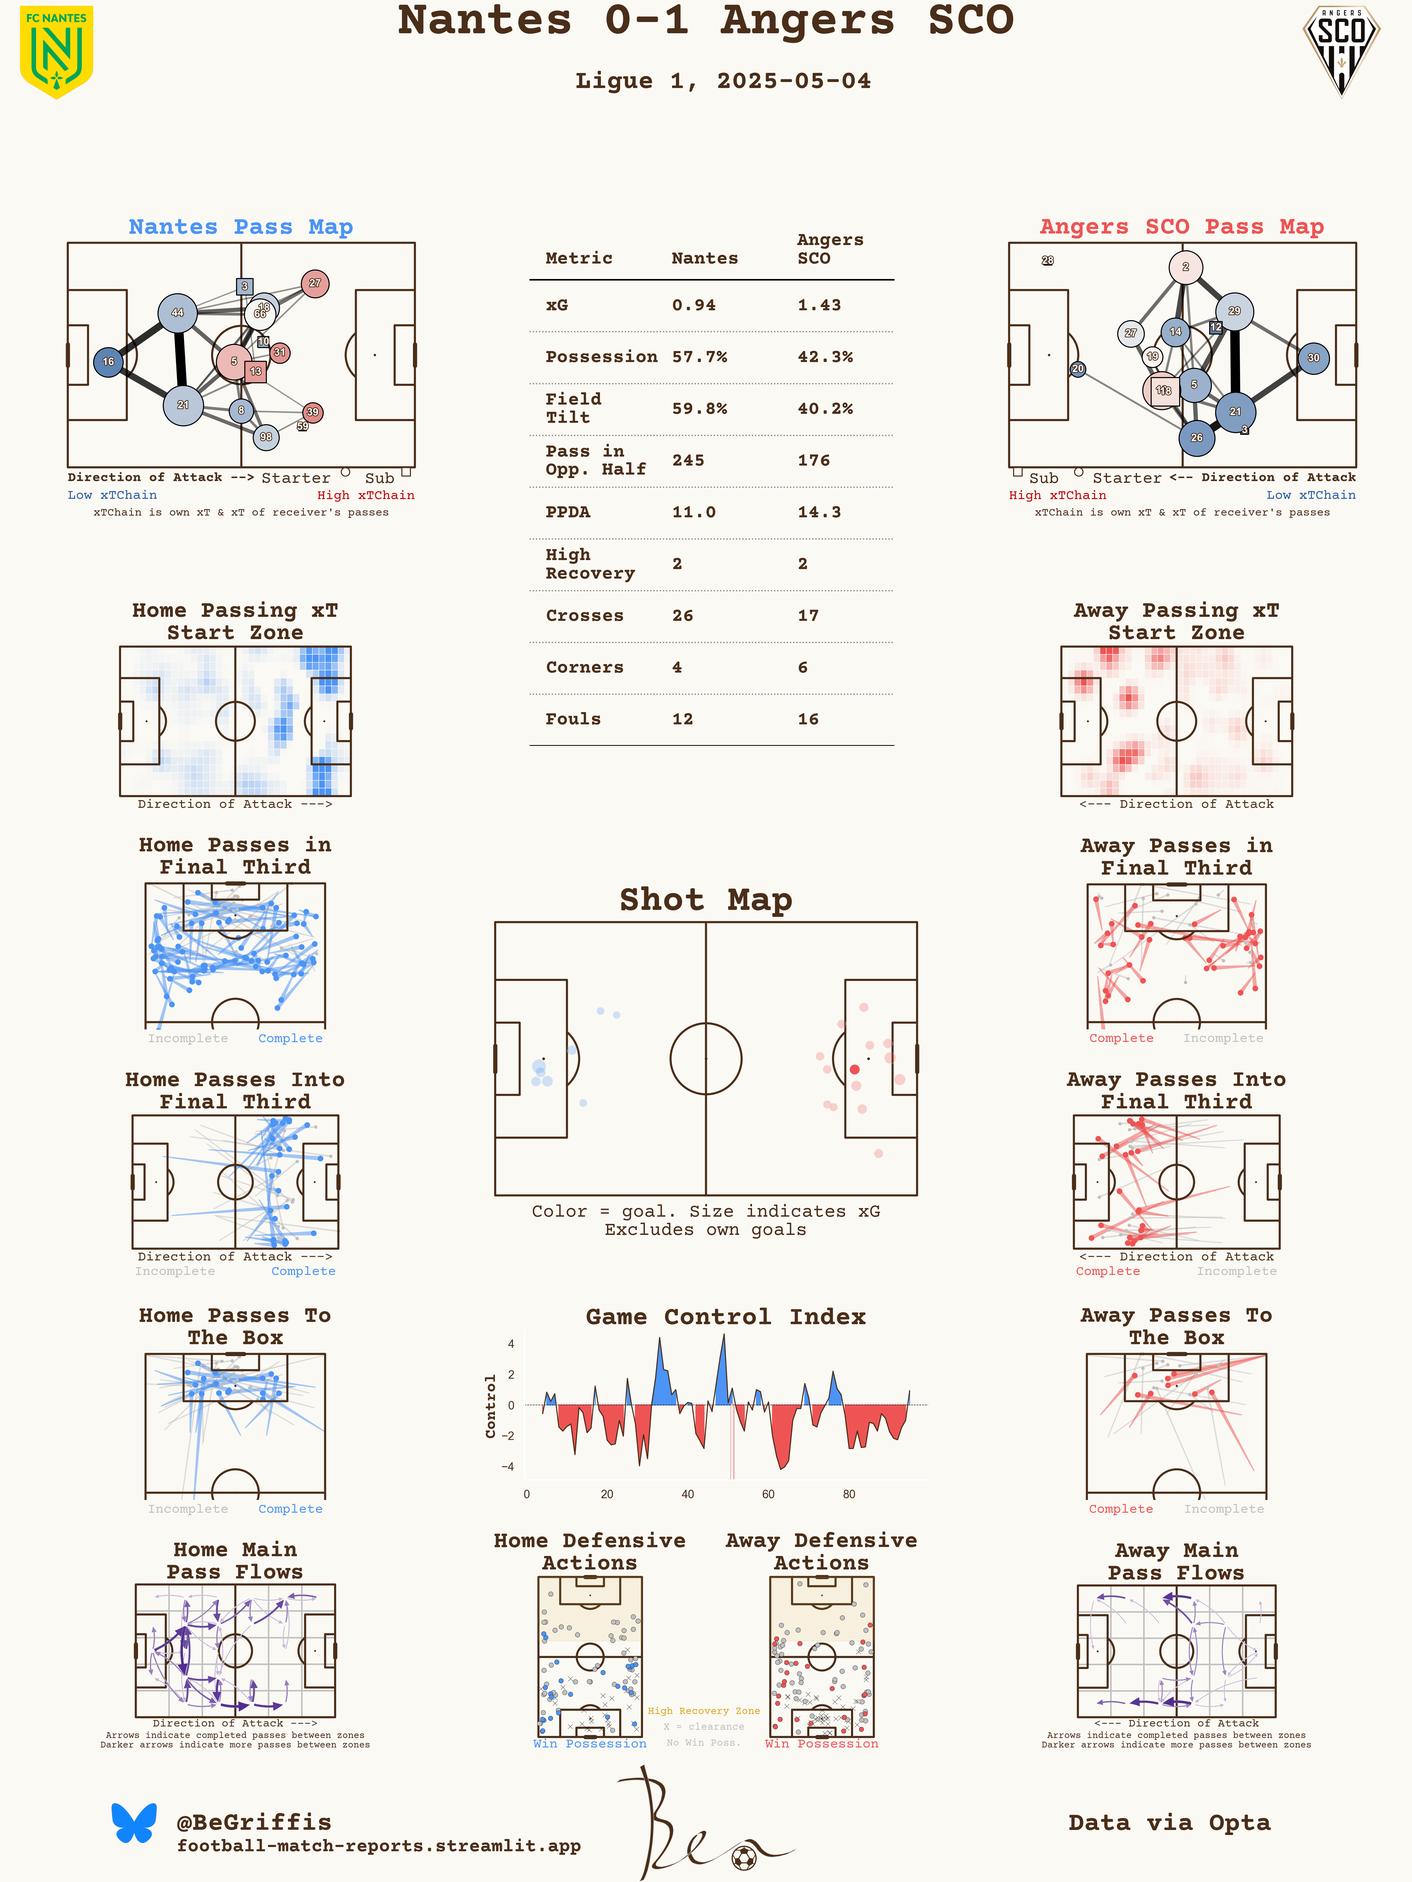 Nantes 0-1 Angers SCO
Ligue 1, 2025-05-04
FC NANTES
ANGERS
SCO
Nantes Pass Map
3
27
44
18
66
10
31
16
5
13
21
8
39
59
98
Direction of Attack --> Starter Sub
Low xTChain High xTChain
xTChain is own xT & xT of receiver's passes
Metric Nantes Angers SCO
xG 0.94 1.43
Possession 57.7% 42.3%
Field Tilt 59.8% 40.2%
Pass in Opp. Half 245 176
PPDA 11.0 14.3
High Recovery 2 2
Crosses 26 17
Corners 4 6
Fouls 12 16
Angers SCO Pass Map
28
2
29
27
14
12
19
30
20
18
5
21
3
26
Sub Starter <-- Direction of Attack
High xTChain Low xTChain
xTChain is own xT & xT of receiver's passes
Home Passing xT
Start Zone
Direction of Attack --->
Away Passing xT
Start Zone
<--- Direction of Attack
Home Passes in
Final Third
Incomplete Complete
Away Passes in
Final Third
Complete Incomplete
Shot Map
Color = goal. Size indicates xG
Excludes own goals
Home Passes Into
Final Third
Direction of Attack --->
Incomplete Complete
Away Passes Into
Final Third
<--- Direction of Attack
Complete Incomplete
Home Passes To
The Box
Incomplete Complete
Game Control Index
Control
4
2
0
−2
−4
0 20 40 60 80
Away Passes To
The Box
Complete Incomplete
Home Main
Pass Flows
Direction of Attack --->
Arrows indicate completed passes between zones
Darker arrows indicate more passes between zones
Home Defensive
Actions
Win Possession
High Recovery Zone
X = clearance
No Win Poss.
Away Defensive
Actions
Win Possession
Away Main
Pass Flows
<--- Direction of Attack
Arrows indicate completed passes between zones
Darker arrows indicate more passes between zones
@BeGriffis
football-match-reports.streamlit.app
Ben
Data via Opta